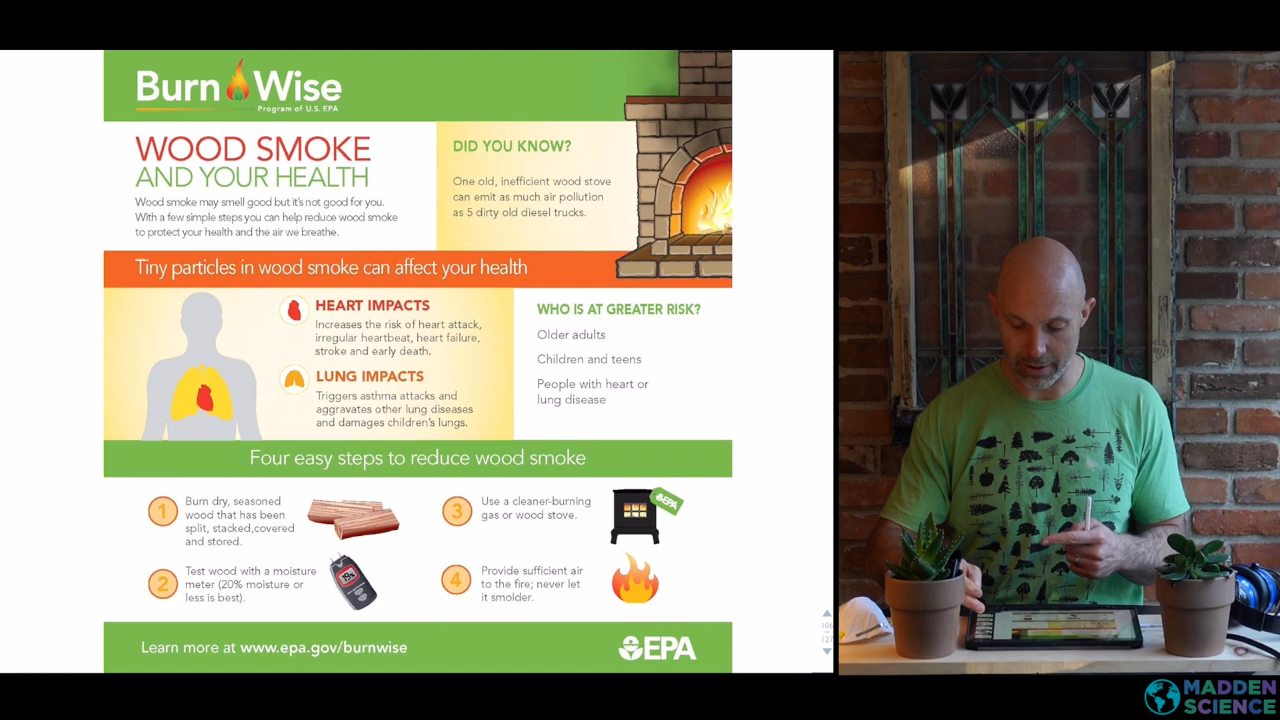 Burn Wise
Program of U.S. EPA
WOOD SMOKE
AND YOUR HEALTH
Wood smoke may smell good but it's not good for you.
With a few simple steps you can help reduce wood smoke
to protect your health and the air we breathe.
DID YOU KNOW?
One old, inefficient wood stove
can emit as much air pollution
as 5 dirty old diesel trucks.
Tiny particles in wood smoke can affect your health
HEART IMPACTS
Increases the risk of heart attack,
irregular heartbeat, heart failure,
stroke and early death.
LUNG IMPACTS
Triggers asthma attacks and
aggravates other lung diseases
and damages children's lungs.
WHO IS AT GREATER RISK?
Older adults
Children and teens
People with heart or
lung disease
Four easy steps to reduce wood smoke
1
Burn dry, seasoned
wood that has been
split, stacked,covered
and stored.
2
Test wood with a moisture
meter (20% moisture or
less is best).
3
Use a cleaner-burning
gas or wood stove.
EPA
4
Provide sufficient air
to the fire; never let
it smolder.
Learn more at www.epa.gov/burnwise
EPA
MADDEN
SCIENCE